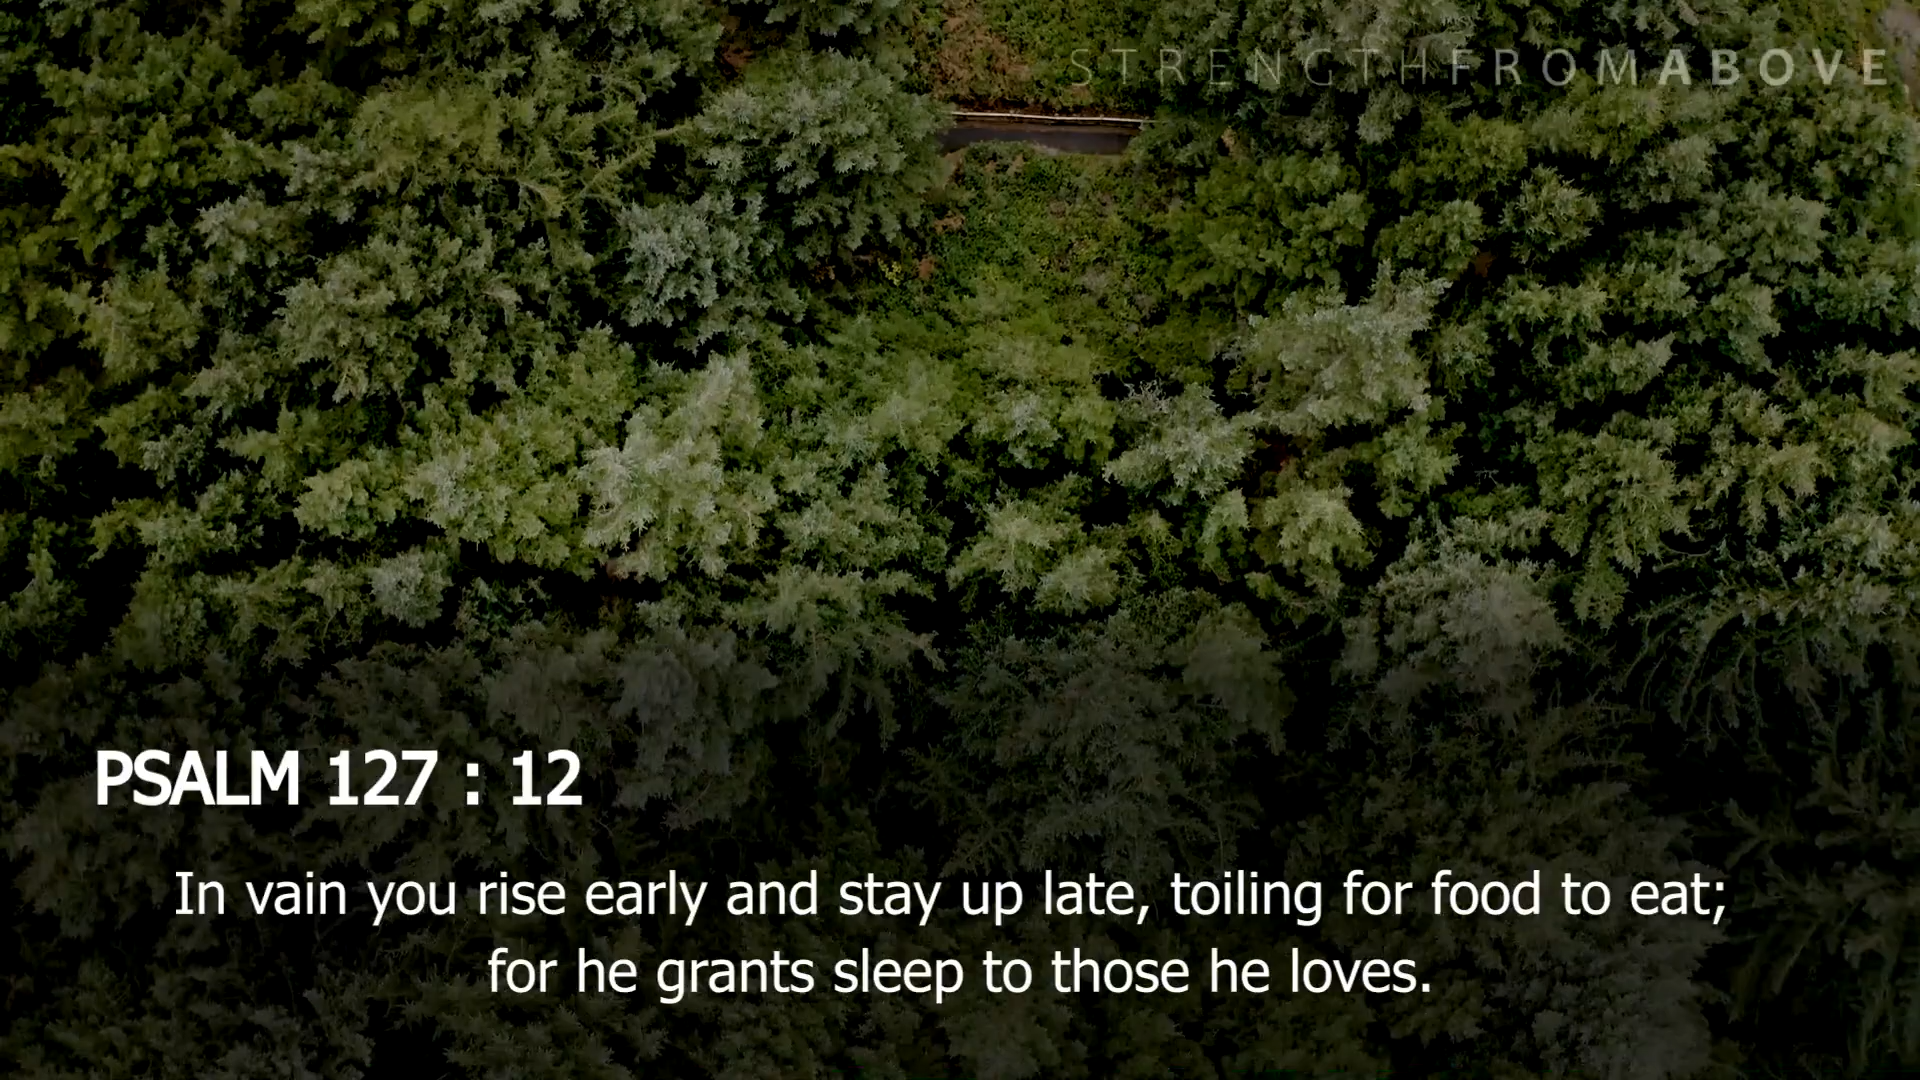 STRENGTHFROMABOVE
PSALM 127 : 12
In vain you rise early and stay up late, toiling for food to eat;
for he grants sleep to those he loves.